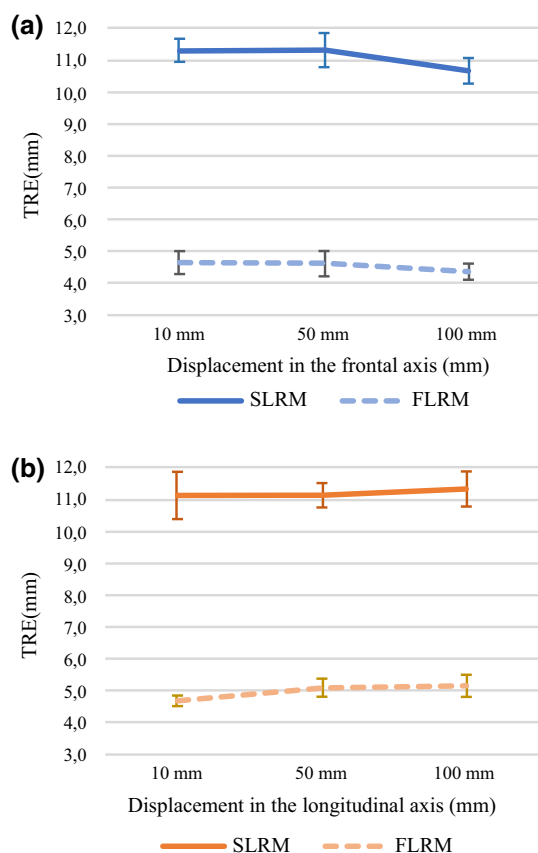 (a)
12,0
11,0
10,0
9,0
8,0
7,0
6,0
5,0
4,0
3,0
TRE(mm)
10 mm 50 mm 100 mm
Displacement in the frontal axis (mm)
SLRM FLRM
(b)
12,0
11,0
10,0
9,0
8,0
7,0
6,0
5,0
4,0
3,0
TRE(mm)
10 mm 50 mm 100 mm
Displacement in the longitudinal axis (mm)
SLRM FLRM